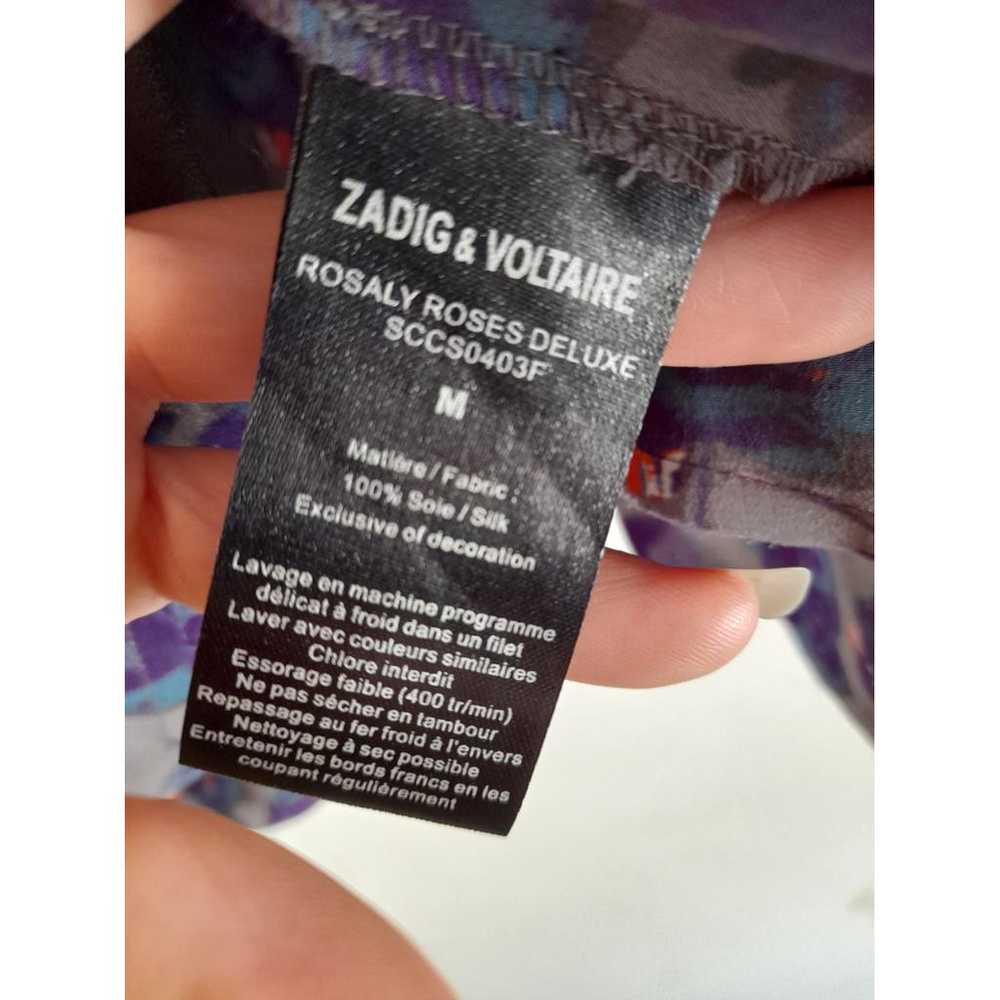 ZADIG & VOLTAIRE
ROSALY ROSES DELUXE
SCCS0403F
M
Matière / Fabric :
100% Soie / Silk
Exclusive of decoration
Lavage en machine programme
délicat à froid dans un filet
Laver avec couleurs similaires
Chlore interdit
Essorage faible (400 tr/min)
Ne pas sécher en tambour
Repassage au fer froid à l'envers
Nettoyage à sec possible
Entretenir les bords francs en les
coupant régulièrement